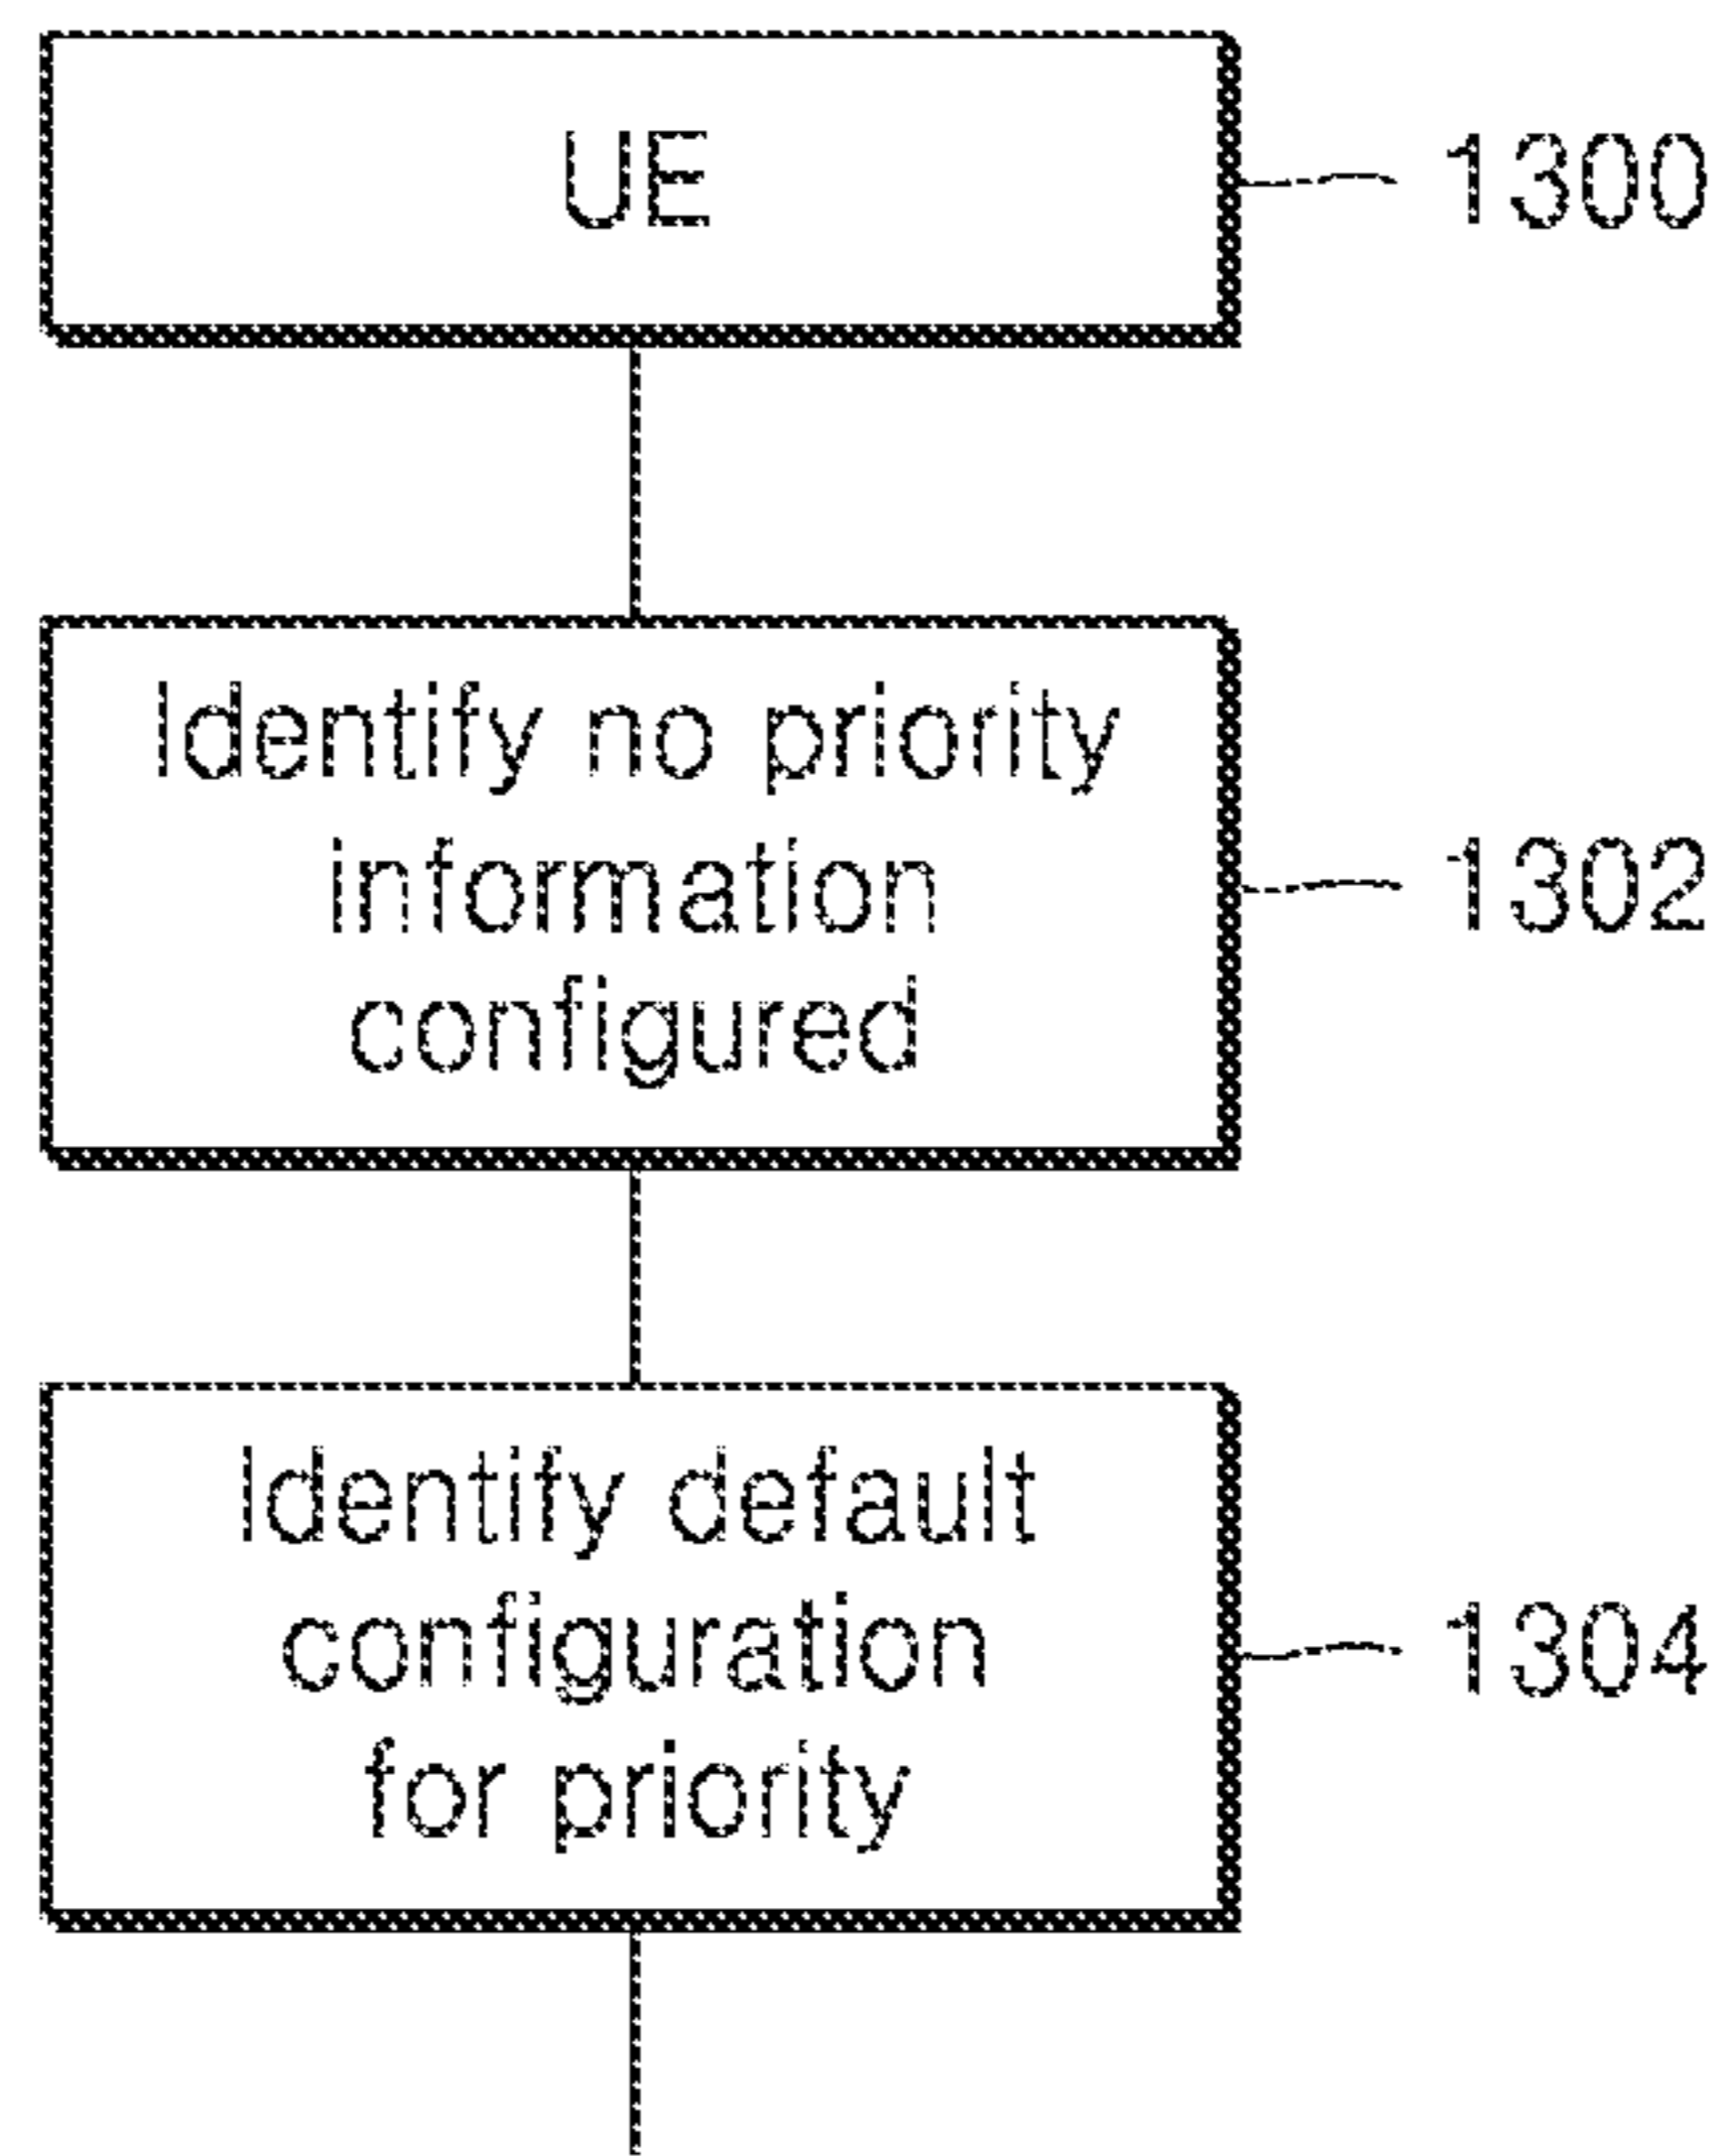 UE
1300
Identify no priority
information
configured
1302
Identify default
configuration
for priority
1304